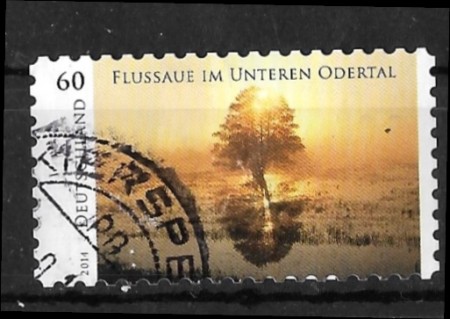 60
FLUSSAUE IM UNTEREN ODERTAL
DEUTSCHLAND
2014